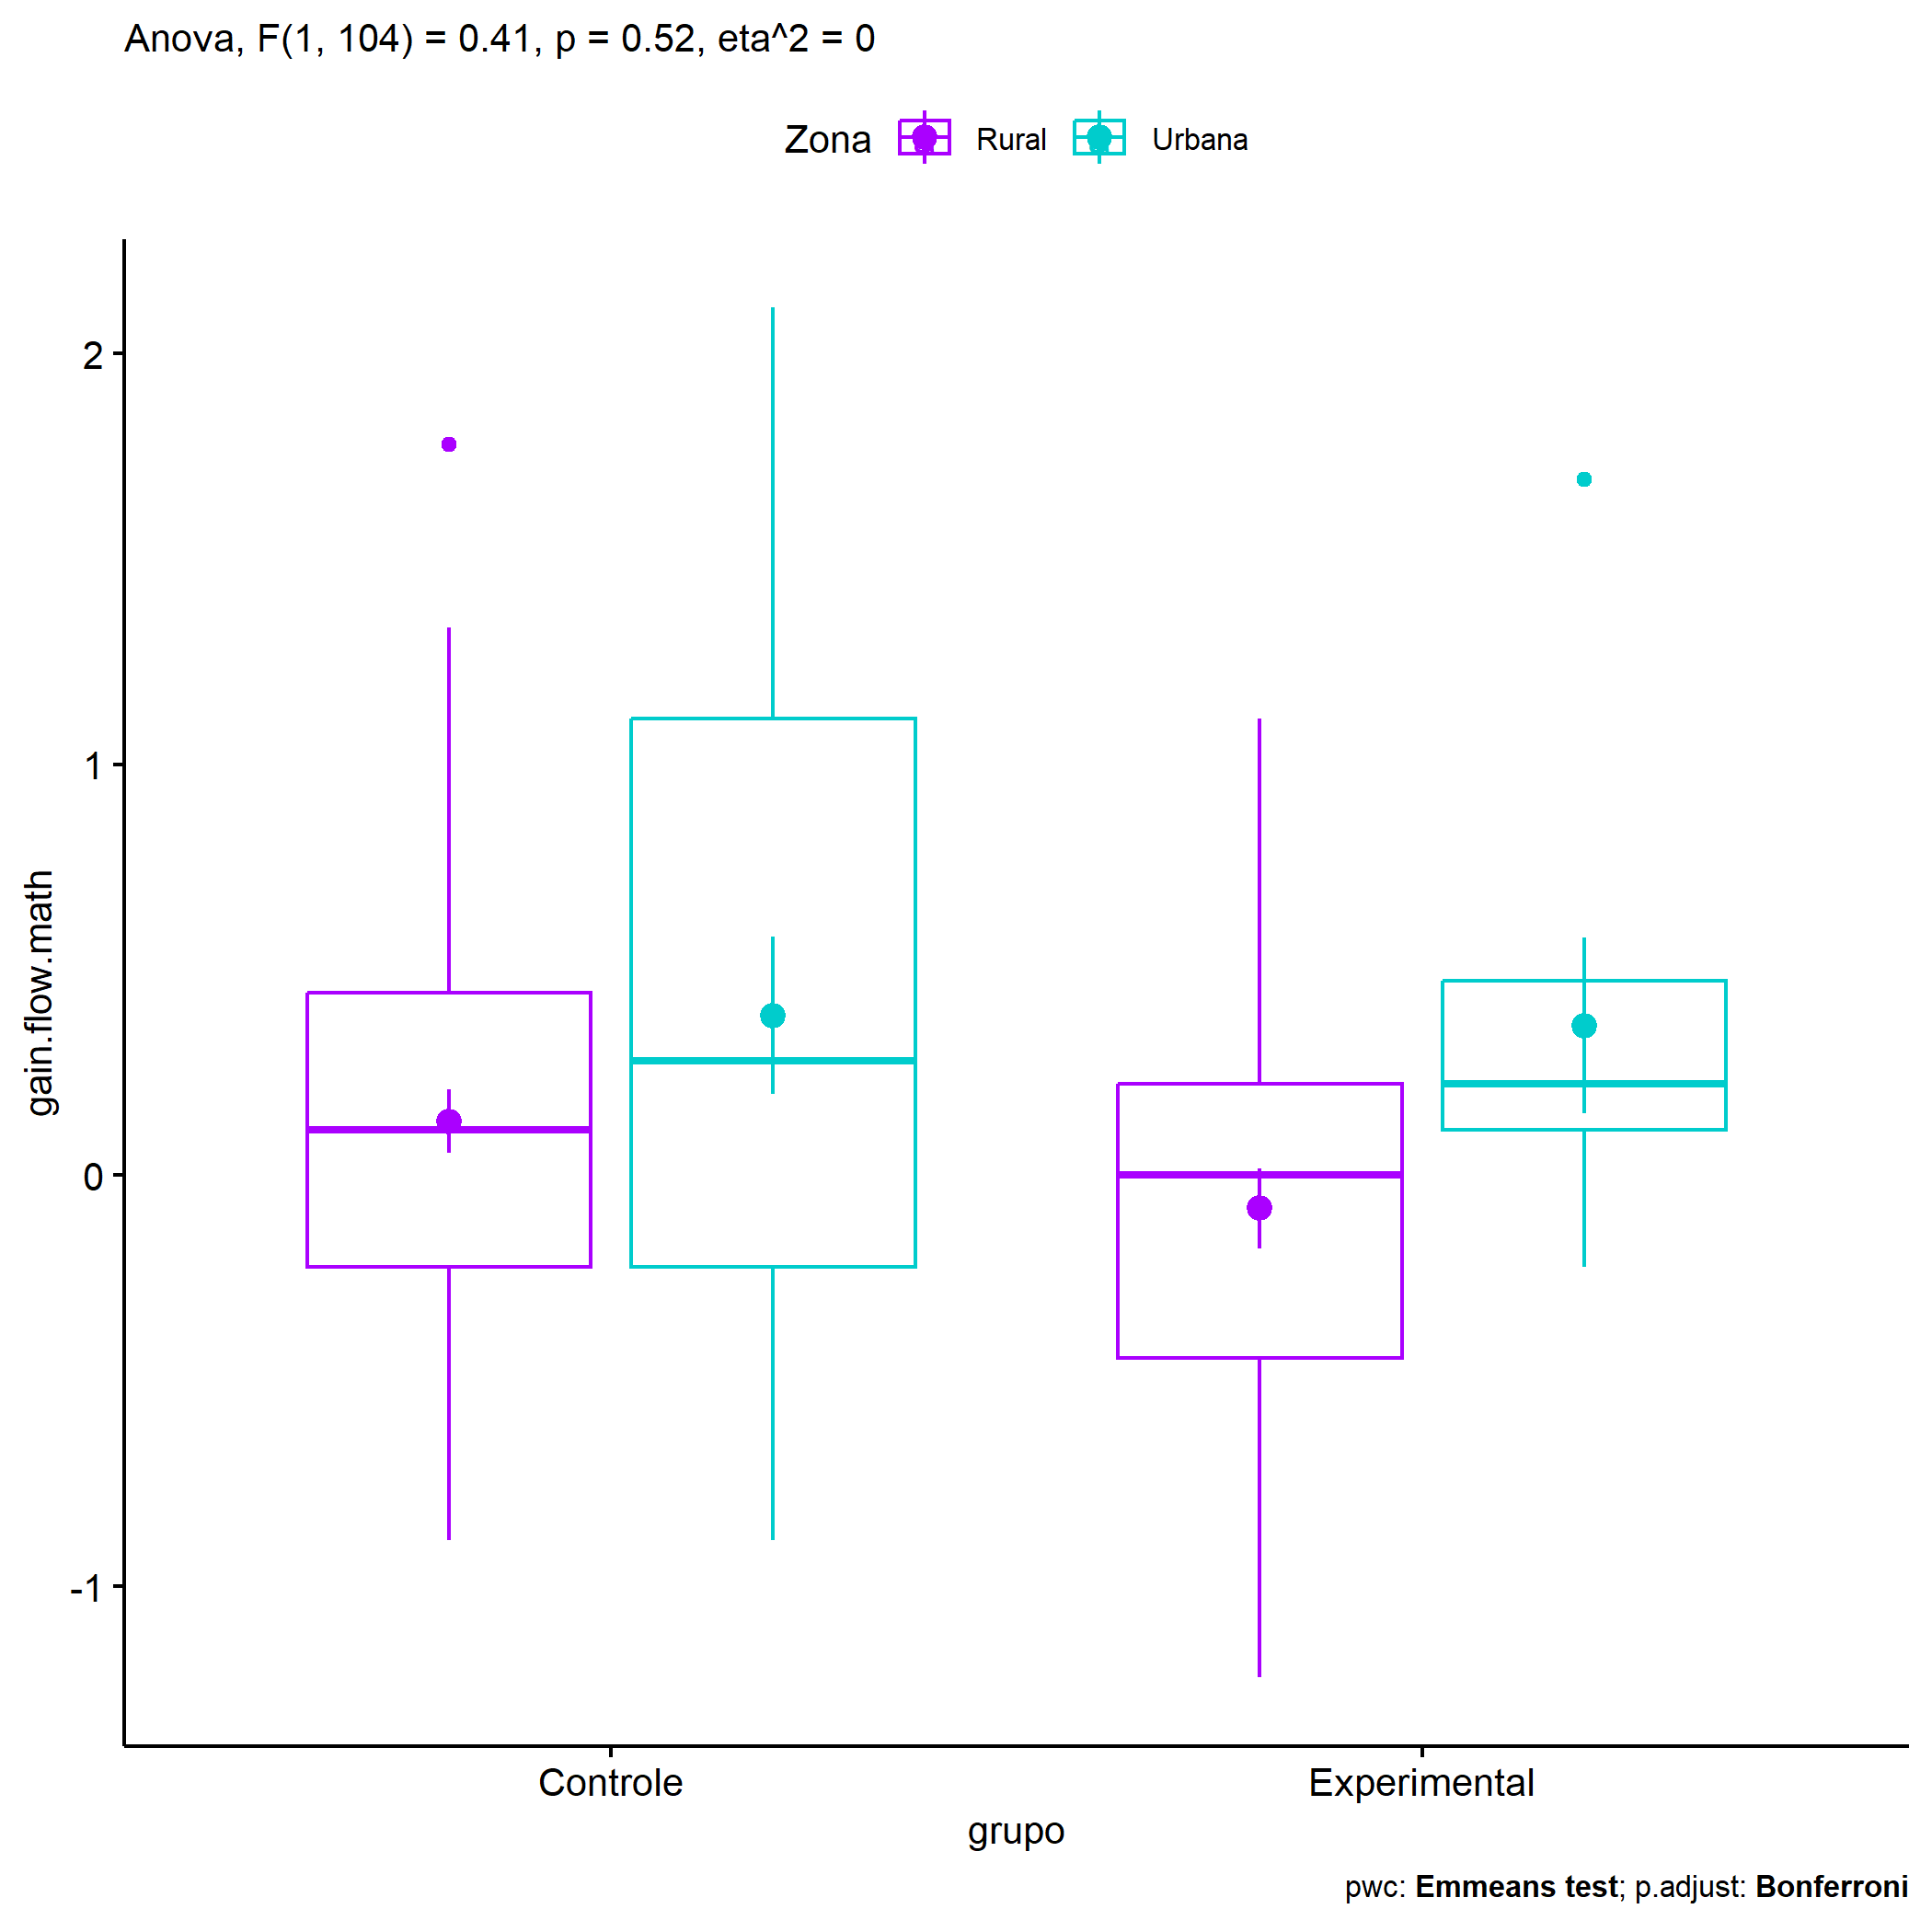 Anova, F(1, 104) = 0.41, p = 0.52, eta^2 = 0
Zona Rural Urbana
2
1
0
-1
gain.flow.math
Controle Experimental
grupo
pwc: Emmeans test; p.adjust: Bonferroni